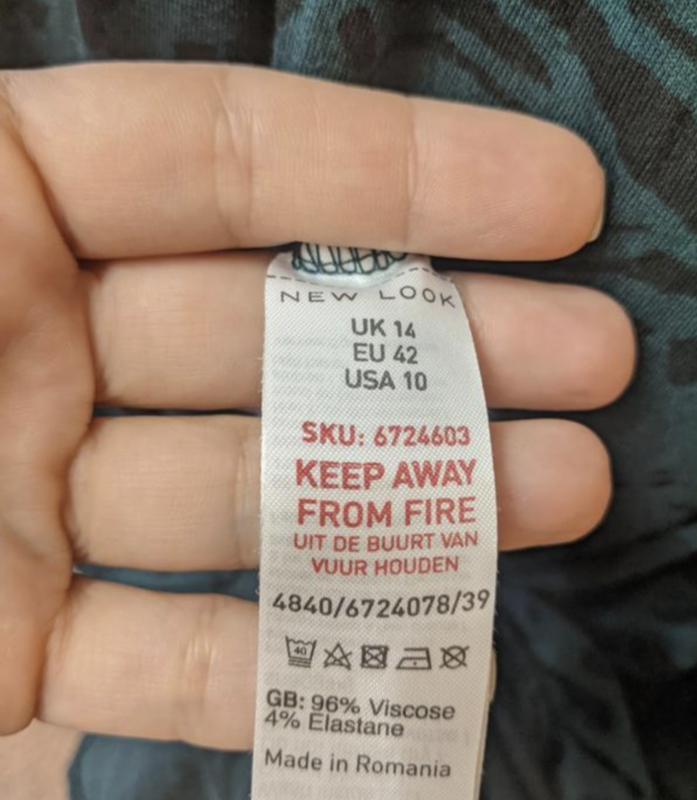 NEW LOOK
UK 14
EU 42
USA 10
SKU: 6724603
KEEP AWAY
FROM FIRE
UIT DE BUURT VAN
VUUR HOUDEN
4840/6724078/39
40
GB: 96% Viscose
4% Elastane
Made in Romania